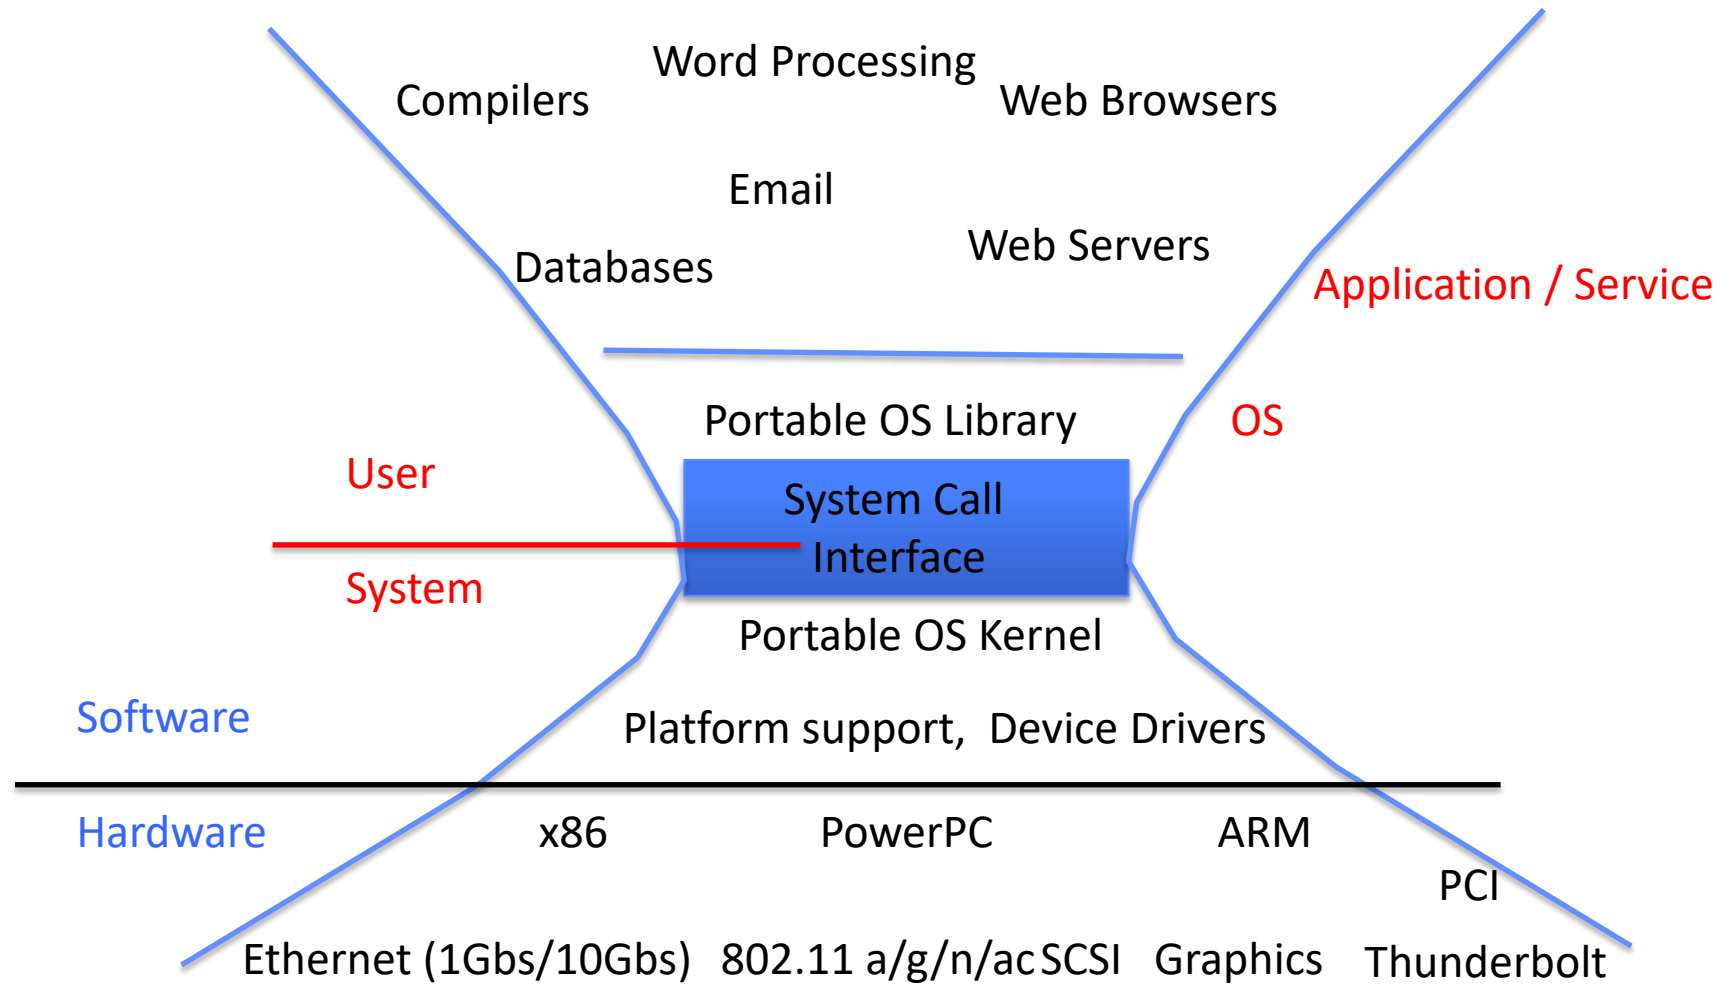 Word Processing
Compilers
Web Browsers
Email
Web Servers
Databases
Application / Service
Portable OS Library
OS
User
System Call
Interface
System
Portable OS Kernel
Software
Platform support, Device Drivers
Hardware
x86
PowerPC
ARM
PCI
Ethernet (1Gbs/10Gbs)
802.11 a/g/n/ac
SCSI
Graphics
Thunderbolt